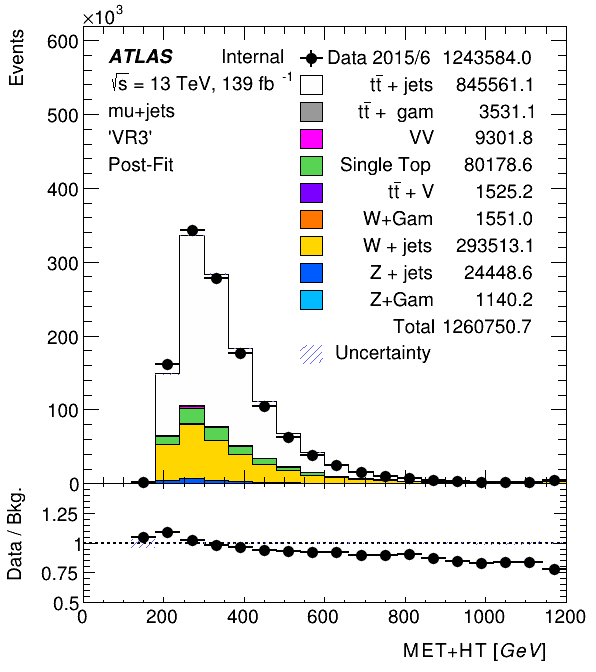 ×10³
Events
600
500
400
300
200
100
0
ATLAS Internal
√s = 13 TeV, 139 fb⁻¹
mu+jets
'VR3'
Post-Fit
Data 2015/6 1243584.0
tt̄ + jets 845561.1
tt̄ + gam 3531.1
VV 9301.8
Single Top 80178.6
tt̄ + V 1525.2
W+Gam 1551.0
W + jets 293513.1
Z + jets 24448.6
Z+Gam 1140.2
Total 1260750.7
Uncertainty
Data / Bkg.
1.25
1
0.75
0.5
0 200 400 600 800 1000 1200
MET+HT [GeV]